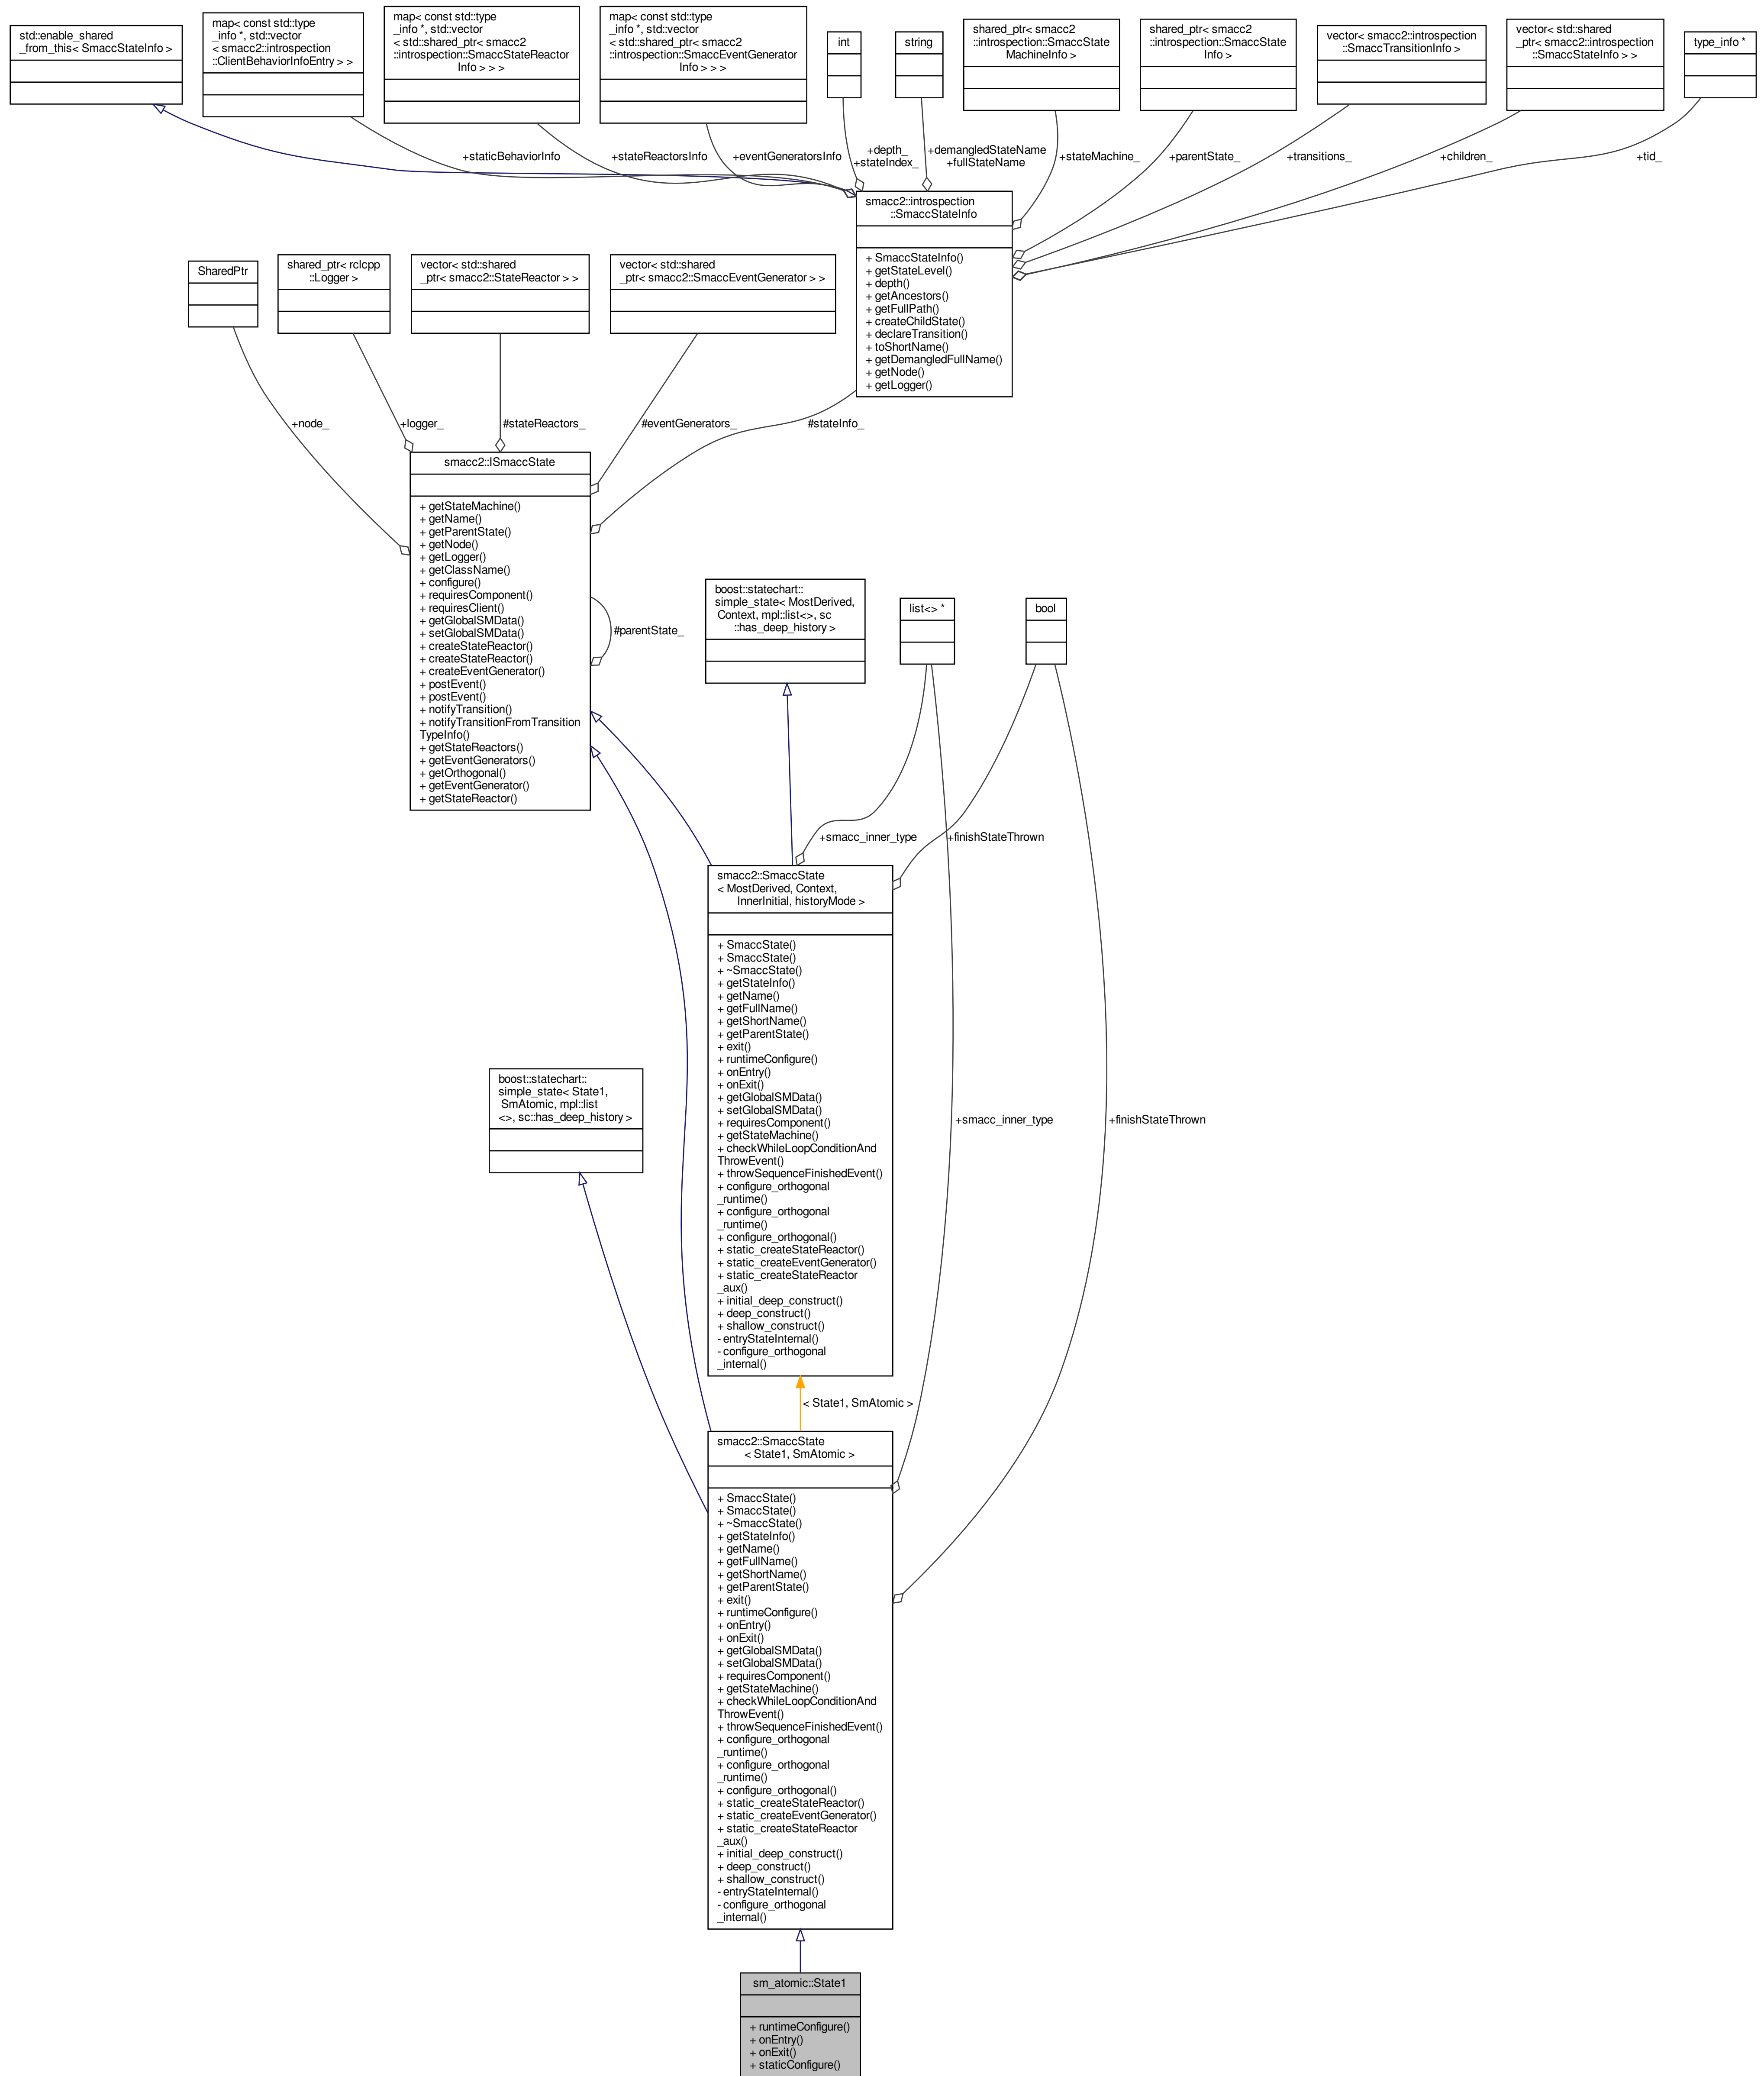 std::enable_shared
_from_this< SmaccStateInfo >
map< const std::type
_info *, std::vector
< smacc2::introspection
::ClientBehaviorInfoEntry > >
map< const std::type
_info *, std::vector
< std::shared_ptr< smacc2
::introspection::SmaccStateReactor
Info > > >
map< const std::type
_info *, std::vector
< std::shared_ptr< smacc2
::introspection::SmaccEventGenerator
Info > > >
int
string
shared_ptr< smacc2
::introspection::SmaccState
MachineInfo >
shared_ptr< smacc2
::introspection::SmaccState
Info >
vector< smacc2::introspection
::SmaccTransitionInfo >
vector< std::shared
_ptr< smacc2::introspection
::SmaccStateInfo > >
type_info *
+staticBehaviorInfo
+stateReactorsInfo
+eventGeneratorsInfo
+depth_
+stateIndex_
+demangledStateName
+fullStateName
+stateMachine_
+parentState_
+transitions_
+children_
+tid_
smacc2::introspection
::SmaccStateInfo
+ SmaccStateInfo()
+ getStateLevel()
+ depth()
+ getAncestors()
+ getFullPath()
+ createChildState()
+ declareTransition()
+ toShortName()
+ getDemangledFullName()
+ getNode()
+ getLogger()
SharedPtr
shared_ptr< rclcpp
::Logger >
vector< std::shared
_ptr< smacc2::StateReactor > >
vector< std::shared
_ptr< smacc2::SmaccEventGenerator > >
+node_
+logger_
#stateReactors_
#eventGenerators_
#stateInfo_
smacc2::ISmaccState
+ getStateMachine()
+ getName()
+ getParentState()
+ getNode()
+ getLogger()
+ getClassName()
+ configure()
+ requiresComponent()
+ requiresClient()
+ getGlobalSMData()
+ setGlobalSMData()
+ createStateReactor()
+ createStateReactor()
+ createEventGenerator()
+ postEvent()
+ postEvent()
+ notifyTransition()
+ notifyTransitionFromTransition
TypeInfo()
+ getStateReactors()
+ getEventGenerators()
+ getOrthogonal()
+ getEventGenerator()
+ getStateReactor()
#parentState_
boost::statechart::
simple_state< MostDerived,
Context, mpl::list<>, sc
::has_deep_history >
list<> *
bool
+smacc_inner_type
+finishStateThrown
smacc2::SmaccState
< MostDerived, Context,
InnerInitial, historyMode >
+ SmaccState()
+ SmaccState()
+ ~SmaccState()
+ getStateInfo()
+ getName()
+ getFullName()
+ getShortName()
+ getParentState()
+ exit()
+ runtimeConfigure()
+ onEntry()
+ onExit()
+ getGlobalSMData()
+ setGlobalSMData()
+ requiresComponent()
+ getStateMachine()
+ checkWhileLoopConditionAnd
ThrowEvent()
+ throwSequenceFinishedEvent()
+ configure_orthogonal
_runtime()
+ configure_orthogonal
_runtime()
+ configure_orthogonal()
+ static_createStateReactor()
+ static_createEventGenerator()
+ static_createStateReactor
_aux()
+ initial_deep_construct()
+ deep_construct()
+ shallow_construct()
- entryStateInternal()
- configure_orthogonal
_internal()
boost::statechart::
simple_state< State1,
SmAtomic, mpl::list
<>, sc::has_deep_history >
+smacc_inner_type
+finishStateThrown
< State1, SmAtomic >
smacc2::SmaccState
< State1, SmAtomic >
+ SmaccState()
+ SmaccState()
+ ~SmaccState()
+ getStateInfo()
+ getName()
+ getFullName()
+ getShortName()
+ getParentState()
+ exit()
+ runtimeConfigure()
+ onEntry()
+ onExit()
+ getGlobalSMData()
+ setGlobalSMData()
+ requiresComponent()
+ getStateMachine()
+ checkWhileLoopConditionAnd
ThrowEvent()
+ throwSequenceFinishedEvent()
+ configure_orthogonal
_runtime()
+ configure_orthogonal
_runtime()
+ configure_orthogonal()
+ static_createStateReactor()
+ static_createEventGenerator()
+ static_createStateReactor
_aux()
+ initial_deep_construct()
+ deep_construct()
+ shallow_construct()
- entryStateInternal()
- configure_orthogonal
_internal()
sm_atomic::State1
+ runtimeConfigure()
+ onEntry()
+ onExit()
+ staticConfigure()